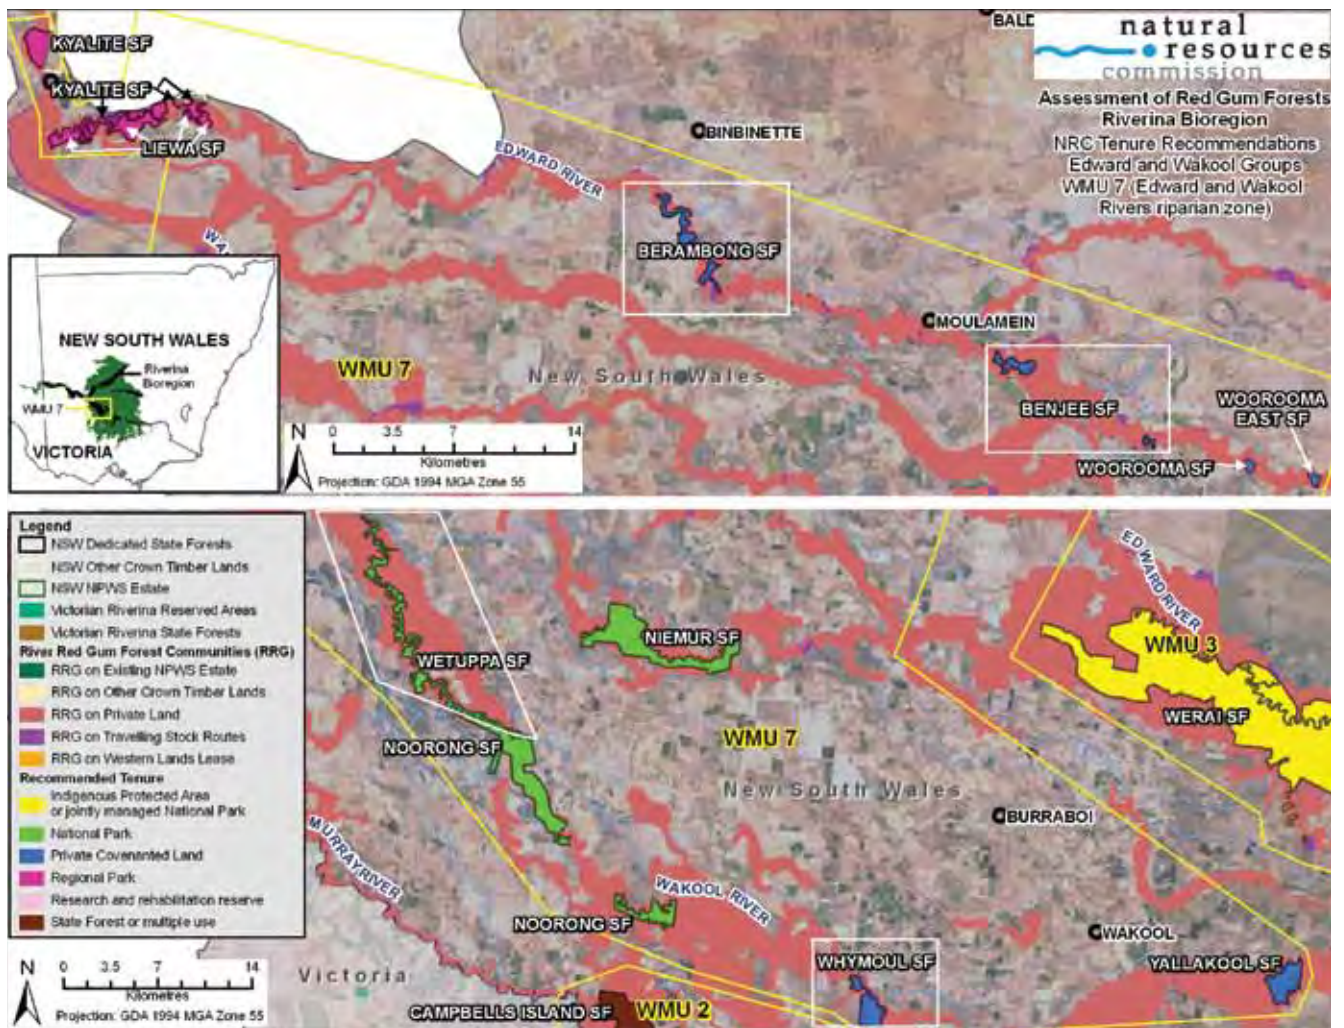 BALD
natural
resources
commission
Assessment of Red Gum Forests
Riverina Bioregion
NRC Tenure Recommendations
Edward and Wakool Groups
WMU 7 (Edward and Wakool
Rivers riparian zone)
KYALITE SF
KYALITE SF
LIEWA SF
EDWARD RIVER
BINBINETTE
BERAMBONG SF
WA
MOULAMEIN
WMU 7
New South Wales
BENJEE SF
WOOROOMA
EAST SF
WOOROOMA SF
NEW SOUTH WALES
Riverina
Bioregion
WMU 7
VICTORIA
N
0 3.5 7 14
Kilometres
Projection: GDA 1994 MGA Zone 55
Legend
NSW Dedicated State Forests
NSW Other Crown Timber Lands
NSW NPWS Estate
Victorian Riverina Reserved Areas
Victorian Riverina State Forests
River Red Gum Forest Communities (RRG)
RRG on Existing NPWS Estate
RRG on Other Crown Timber Lands
RRG on Private Land
RRG on Travelling Stock Routes
RRG on Western Lands Lease
Recommended Tenure
Indigenous Protected Area
or jointly managed National Park
National Park
Private Covenanted Land
Regional Park
Research and rehabilitation reserve
State Forest or multiple use
N
0 3.5 7 14
Kilometres
Projection: GDA 1994 MGA Zone 55
EDWARD RIVER
NIEMUR SF
WMU 3
WETUPPA SF
WERAI SF
NOORONG SF
WMU 7
New South Wales
BURRABOI
MURRAY RIVER
WAKOOL RIVER
NOORONG SF
WAKOOL
WHYMOUL SF
YALLAKOOL SF
Victoria
CAMPBELLS ISLAND SF
WMU 2